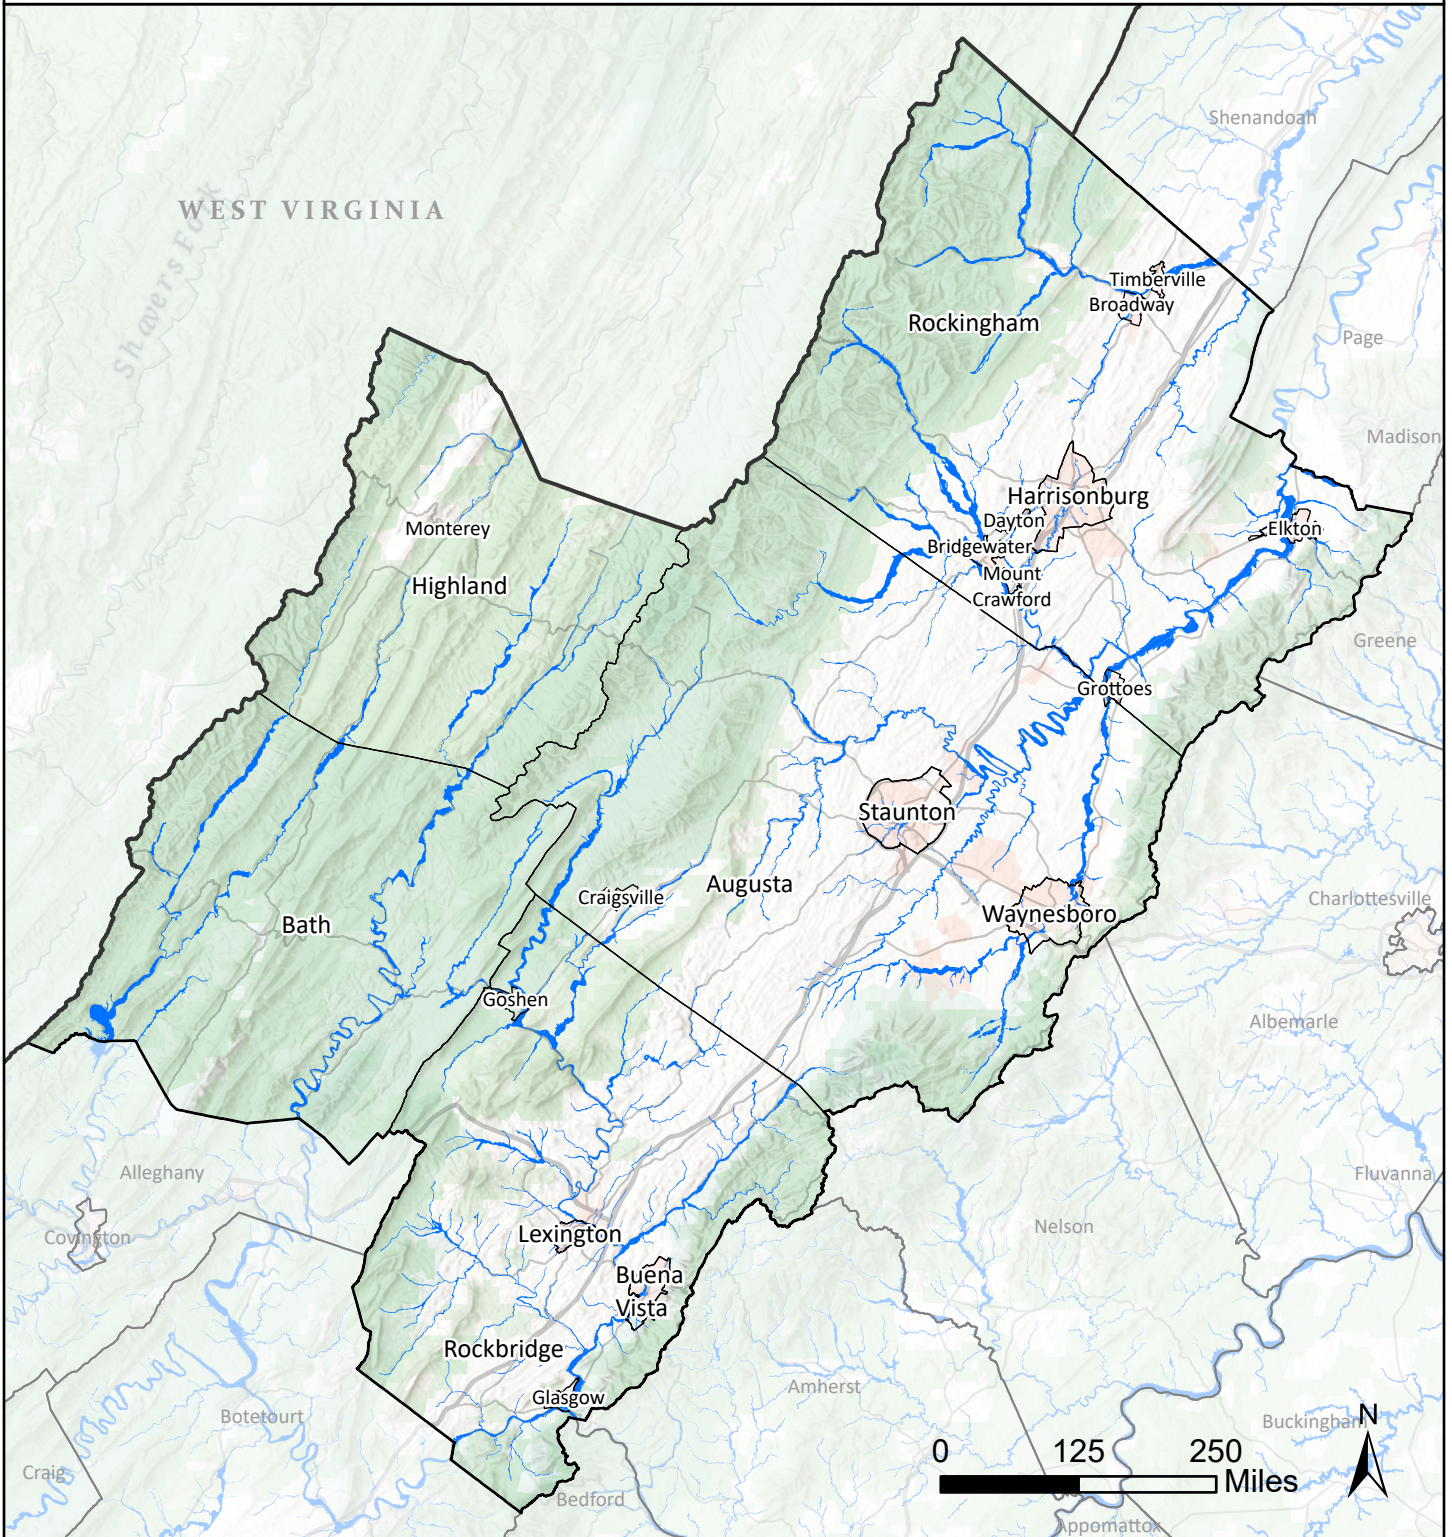 Shenandoah
WEST VIRGINIA
Shavers Fork
Timberville
Broadway
Rockingham
Page
Madison
Harrisonburg
Dayton
Elkton
Monterey
Bridgewater
Mount
Crawford
Highland
Greene
Grottoes
Staunton
Augusta
Craigsville
Charlottesville
Waynesboro
Bath
Goshen
Albemarle
Alleghany
Fluvanna
Nelson
Covington
Lexington
Buena
Vista
Rockbridge
Amherst
Glasgow
Botetourt
Buckingham
N
0 125 250
Miles
Craig
Bedford
Appomattox